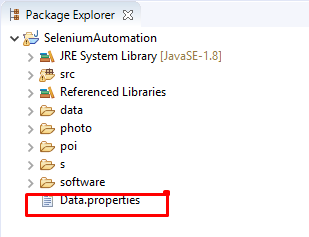 Package Explorer
SeleniumAutomation
JRE System Library [JavaSE-1.8]
src
Referenced Libraries
data
photo
poi
s
software
Data.properties